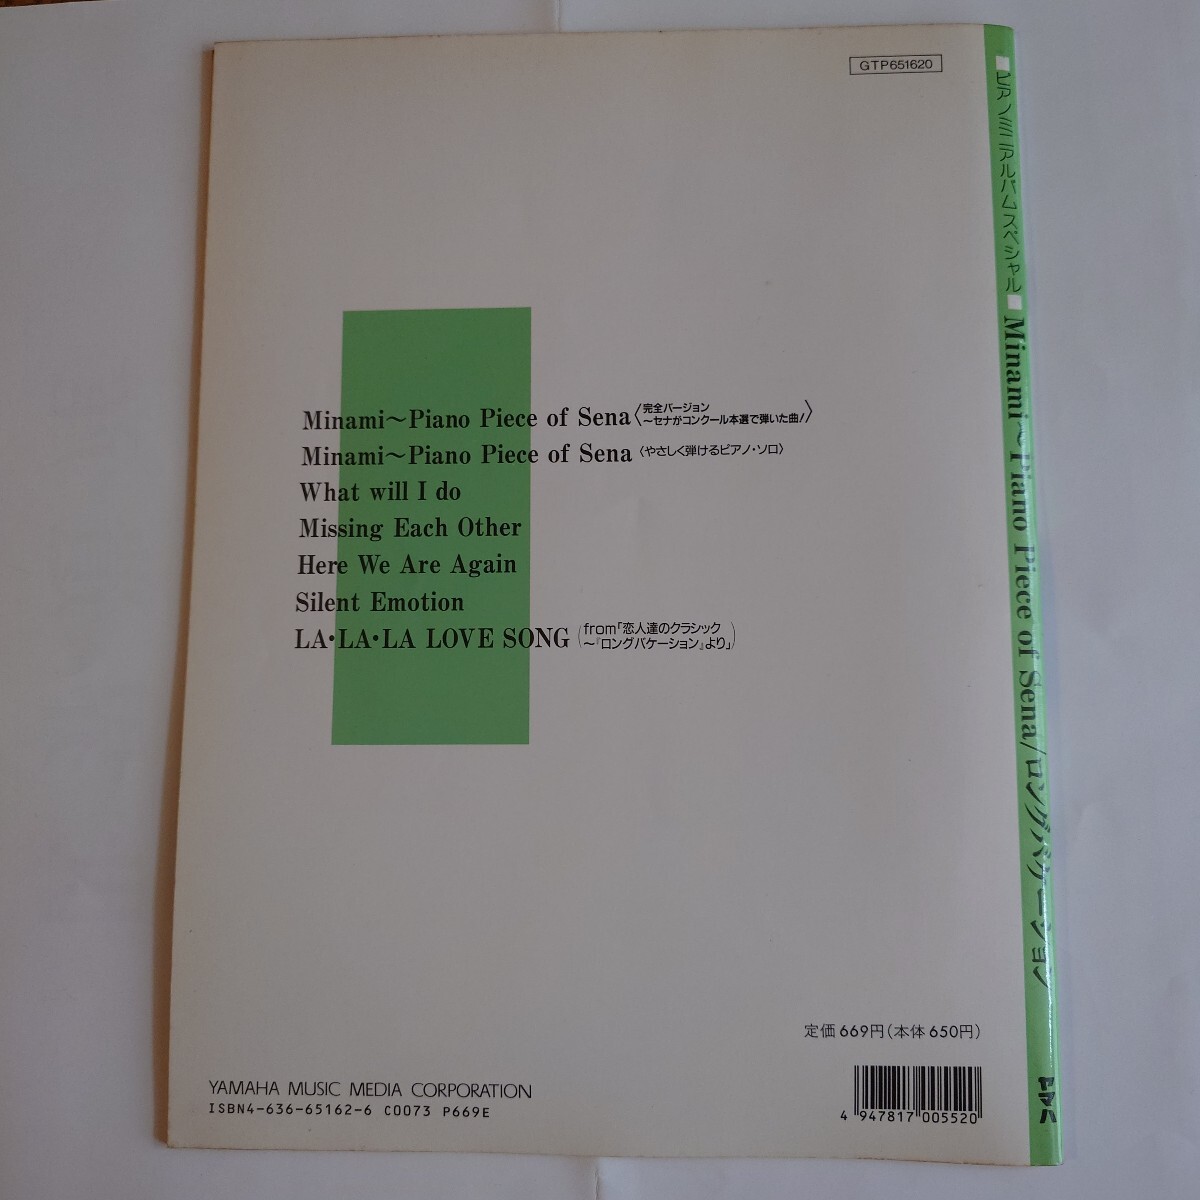 GTP651620
Minami～Piano Piece of Sena〈完全バージョン
～セナがコンクール本選で弾いた曲！〉
Minami～Piano Piece of Sena〈やさしく弾けるピアノ・ソロ〉
What will I do
Missing Each Other
Here We Are Again
Silent Emotion
LA・LA・LA LOVE SONG(from「恋人達のクラシック
～『ロングバケーション』より」)
定価669円(本体650円)
YAMAHA MUSIC MEDIA CORPORATION
ISBN4-636-65162-6 C0073 P669E
4 947817 005520
■ピアノミニアルバムスペシャル■ Minami～Piano Piece of Sena/ロングバケーション ヤマハ